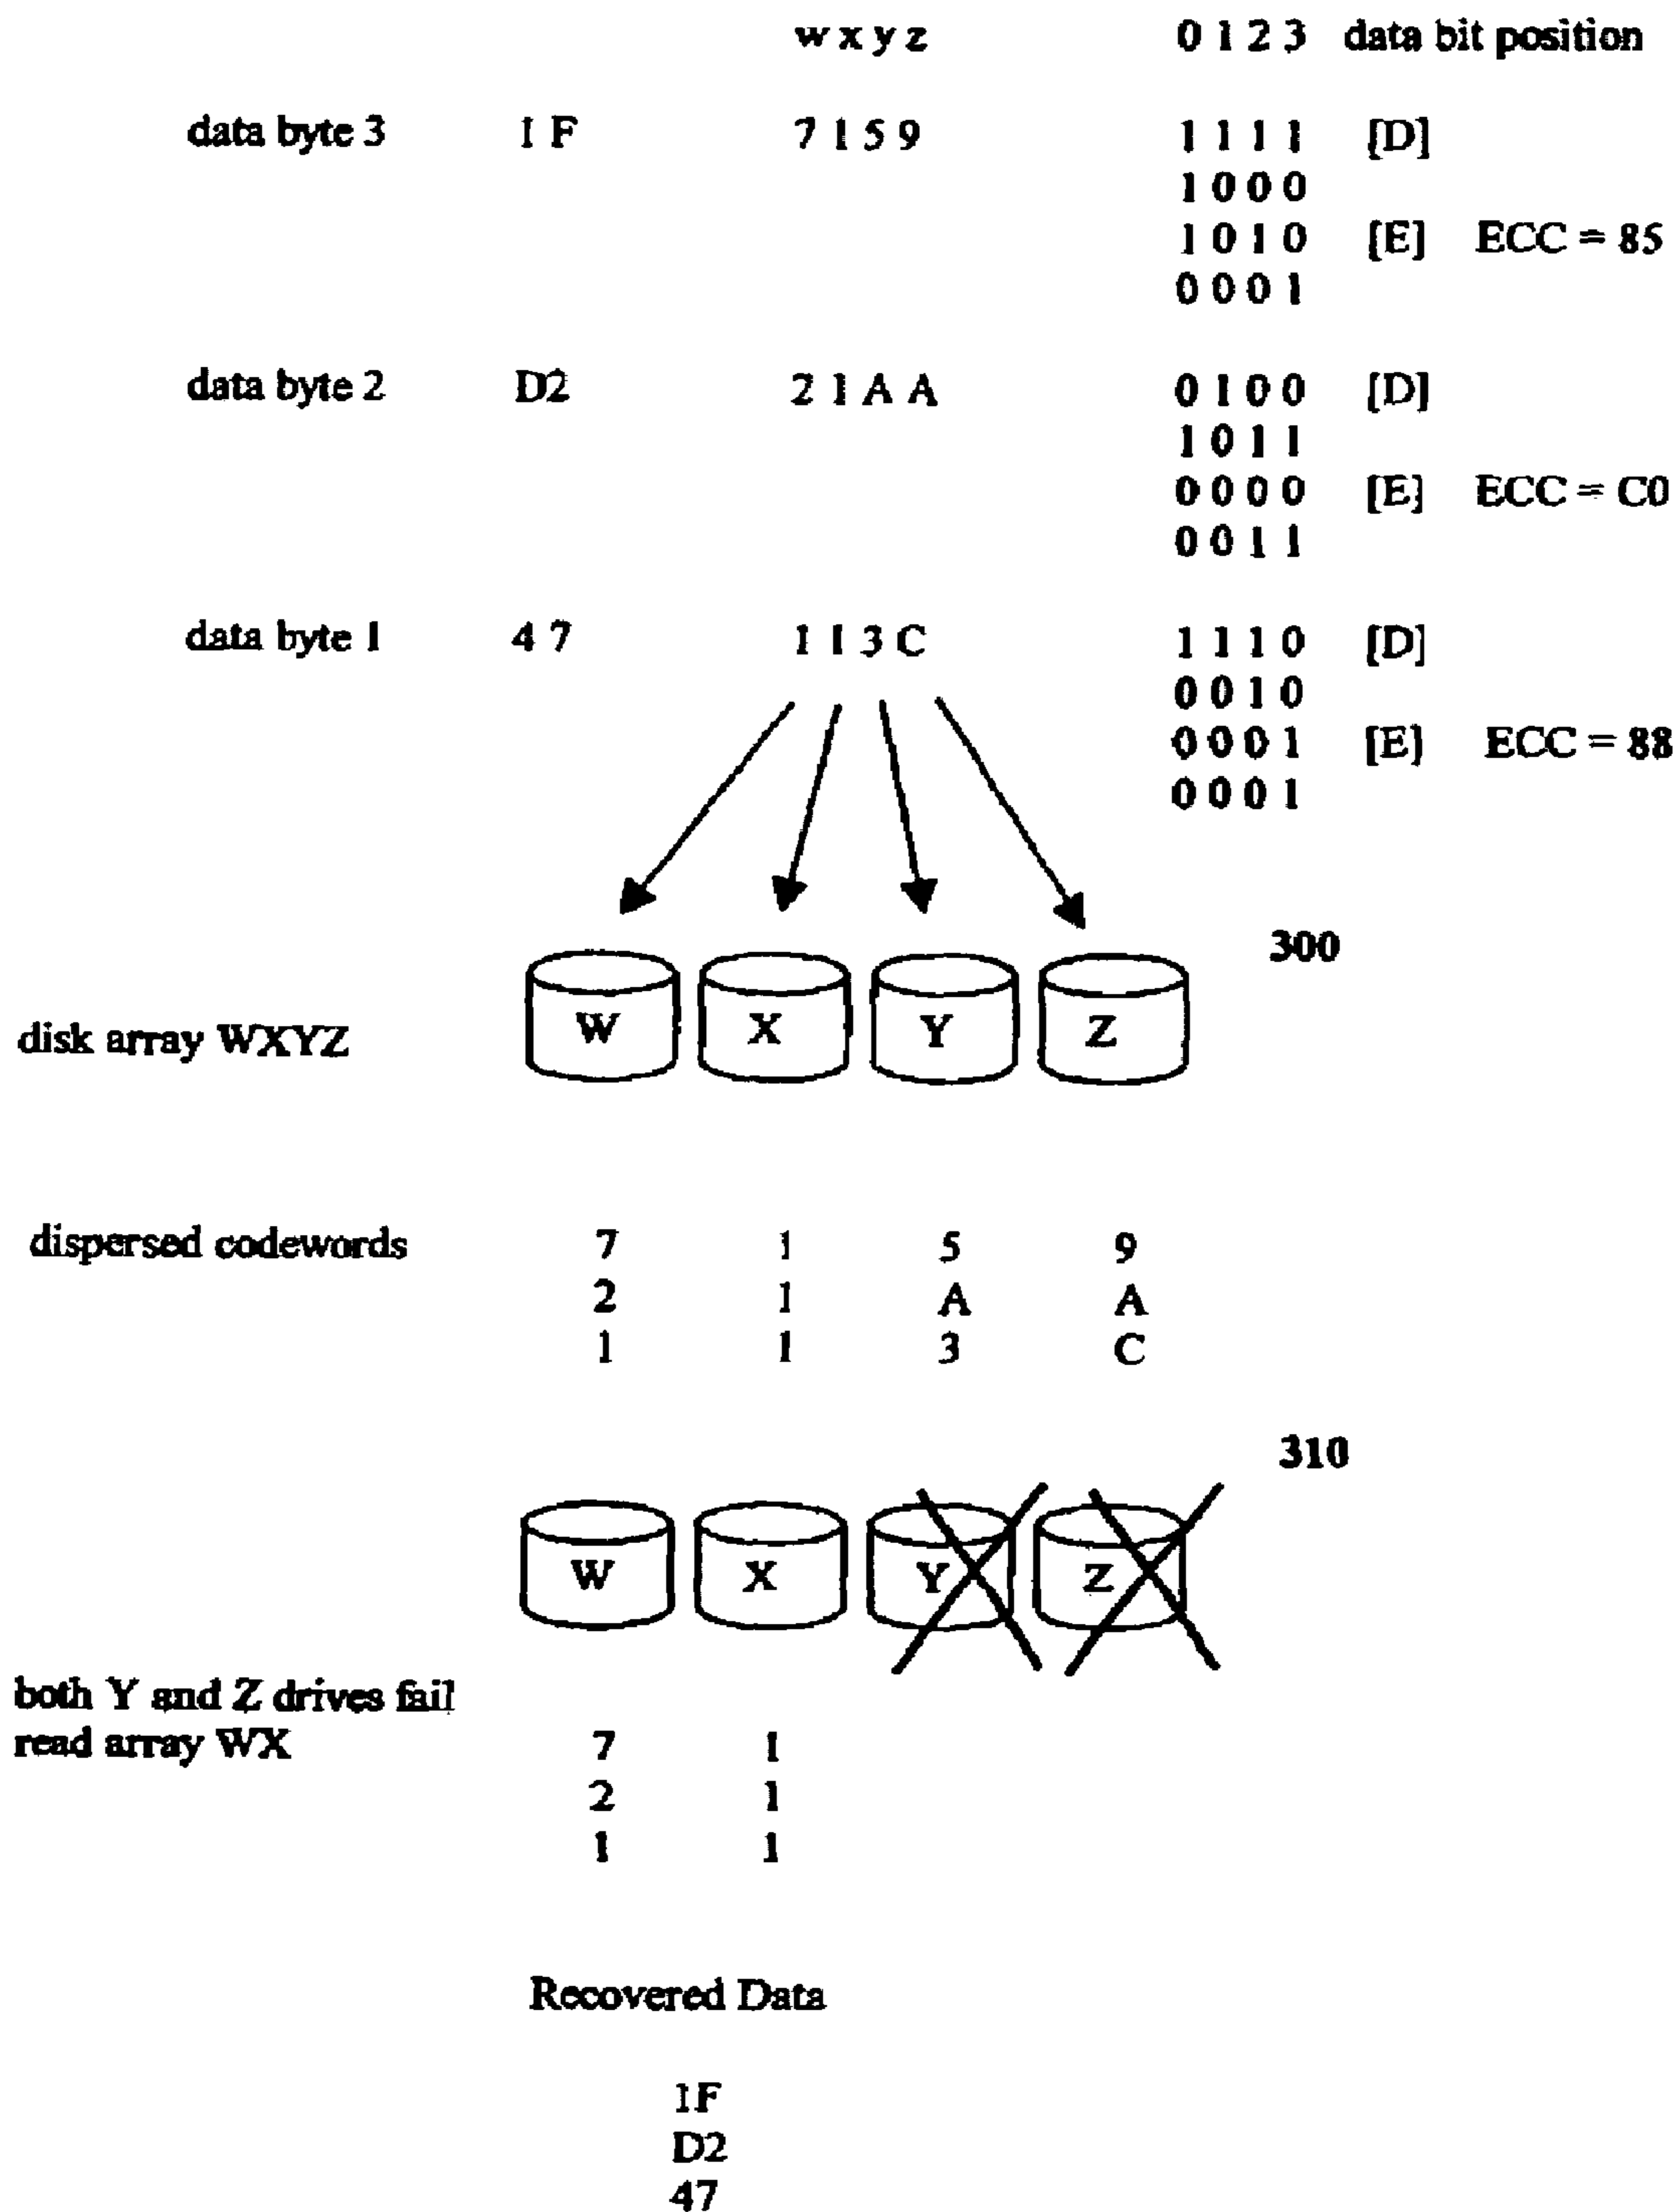 w x y z 0 1 2 3 data bit position
data byte 3 1 F 7 1 5 9 1 1 1 1 [D]
1 0 0 0
1 0 1 0 [E] ECC = 85
0 0 0 1
data byte 2 D2 2 1 A A 0 1 0 0 [D]
1 0 1 1
0 0 0 0 [E] ECC = C0
0 0 1 1
data byte 1 4 7 1 1 3 C 1 1 1 0 [D]
0 0 1 0
0 0 0 1 [E] ECC = 88
0 0 0 1
300
disk array WXYZ W X Y Z
dispersed codewords 7 1 5 9
2 1 A A
1 1 3 C
310
W X Y Z
both Y and Z drives fail
read array WX 7 1
2 1
1 1
Recovered Data
1F
D2
47